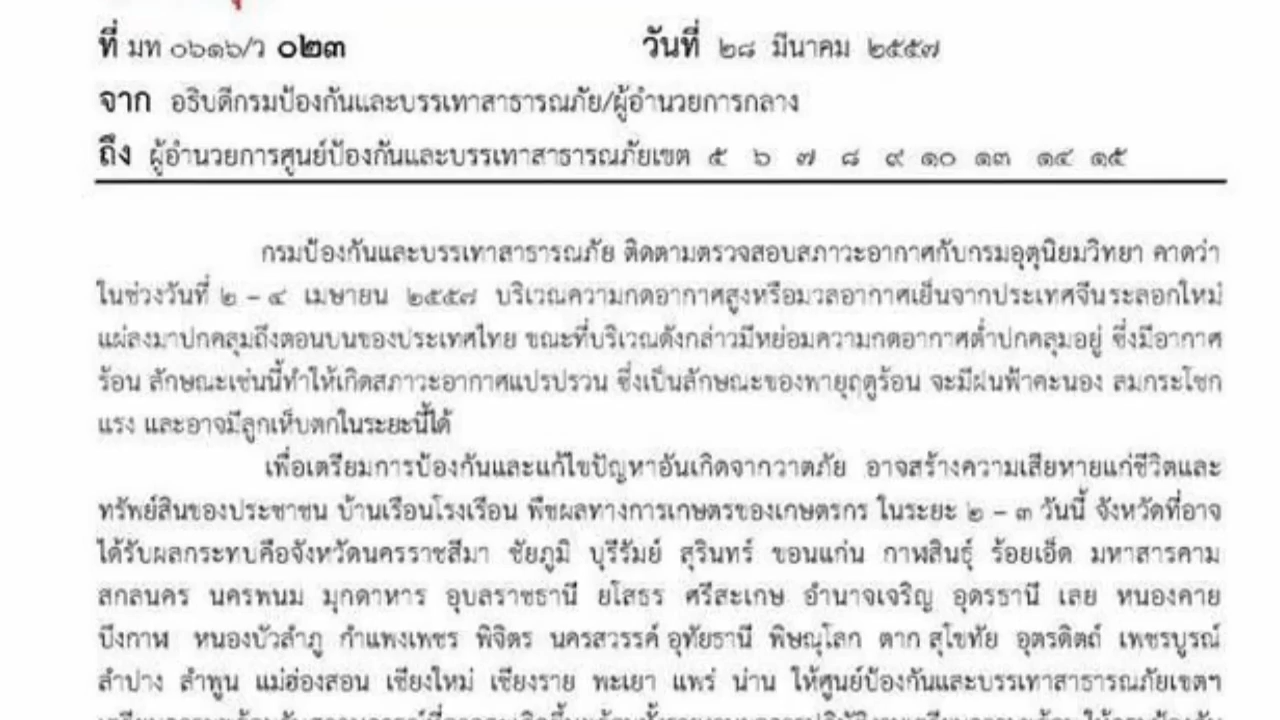 ที่ มท ๐๖๑๖/ว ๐๒๓ วันที่ ๒๘ มีนาคม ๒๕๕๗
จาก อธิบดีกรมป้องกันและบรรเทาสาธารณภัย/ผู้อำนวยการกลาง
ถึง ผู้อำนวยการศูนย์ป้องกันและบรรเทาสาธารณภัยเขต ๕ ๖ ๗ ๘ ๙ ๑๐ ๑๓ ๑๔ ๑๕
กรมป้องกันและบรรเทาสาธารณภัย ติดตามตรวจสอบสภาวะอากาศกับกรมอุตุนิยมวิทยา คาดว่า
ในช่วงวันที่ ๒ – ๔ เมษายน ๒๕๕๗ บริเวณความกดอากาศสูงหรือมวลอากาศเย็นจากประเทศจีนระลอกใหม่
แผ่ลงมาปกคลุมถึงตอนบนของประเทศไทย ขณะที่บริเวณดังกล่าวมีหย่อมความกดอากาศต่ำปกคลุมอยู่ ซึ่งมีอากาศ
ร้อน ลักษณะเช่นนี้ทำให้เกิดสภาวะอากาศแปรปรวน ซึ่งเป็นลักษณะของพายุฤดูร้อน จะมีฝนฟ้าคะนอง ลมกระโชก
แรง และอาจมีลูกเห็บตกในระยะนี้ได้
เพื่อเตรียมการป้องกันและแก้ไขปัญหาอันเกิดจากวาตภัย อาจสร้างความเสียหายแก่ชีวิตและ
ทรัพย์สินของประชาชน บ้านเรือนโรงเรือน พืชผลทางการเกษตรของเกษตรกร ในระยะ ๒ – ๓ วันนี้ จังหวัดที่อาจ
ได้รับผลกระทบคือจังหวัดนครราชสีมา ชัยภูมิ บุรีรัมย์ สุรินทร์ ขอนแก่น กาฬสินธุ์ ร้อยเอ็ด มหาสารคาม
สกลนคร นครพนม มุกดาหาร อุบลราชธานี ยโสธร ศรีสะเกษ อำนาจเจริญ อุดรธานี เลย หนองคาย
บึงกาฬ หนองบัวลำภู กำแพงเพชร พิจิตร นครสวรรค์ อุทัยธานี พิษณุโลก ตาก สุโขทัย อุตรดิตถ์ เพชรบูรณ์
ลำปาง ลำพูน แม่ฮ่องสอน เชียงใหม่ เชียงราย พะเยา แพร่ น่าน ให้ศูนย์ป้องกันและบรรเทาสาธารณภัยเขตฯ